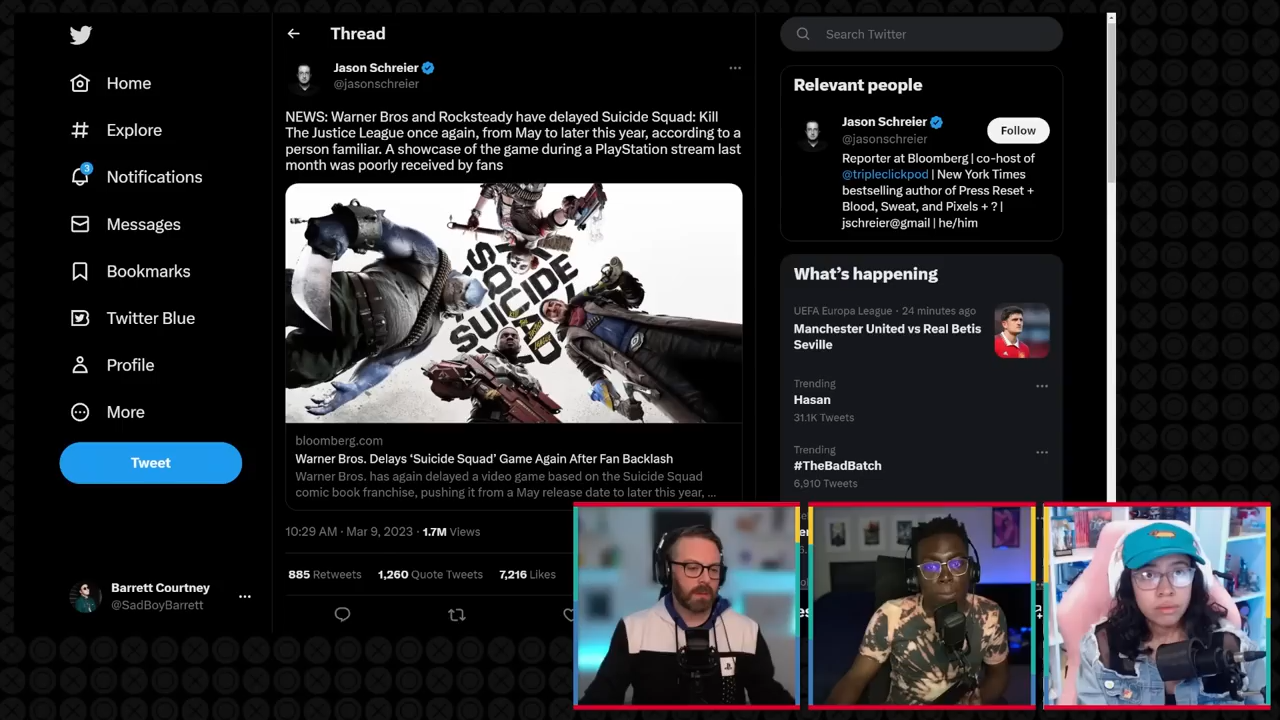 Home
Explore
3
Notifications
Messages
Bookmarks
Twitter Blue
Profile
More
Tweet
Barrett Courtney
@SadBoyBarrett
Thread
Jason Schreier
@jasonschreier
NEWS: Warner Bros and Rocksteady have delayed Suicide Squad: Kill
The Justice League once again, from May to later this year, according to a
person familiar. A showcase of the game during a PlayStation stream last
month was poorly received by fans
SUICIDE
SQUAD
bloomberg.com
Warner Bros. Delays ‘Suicide Squad’ Game Again After Fan Backlash
Warner Bros. has again delayed a video game based on the Suicide Squad
comic book franchise, pushing it from a May release date to later this year, ...
10:29 AM · Mar 9, 2023 · 1.7M Views
885 Retweets 1,260 Quote Tweets 7,216 Likes
Search Twitter
Relevant people
Jason Schreier
@jasonschreier
Follow
Reporter at Bloomberg | co-host of
@tripleclickpod | New York Times
bestselling author of Press Reset +
Blood, Sweat, and Pixels + ? |
jschreier@gmail | he/him
What’s happening
UEFA Europa League · 24 minutes ago
Manchester United vs Real Betis
Seville
Trending
Hasan
31.1K Tweets
Trending
#TheBadBatch
6,910 Tweets